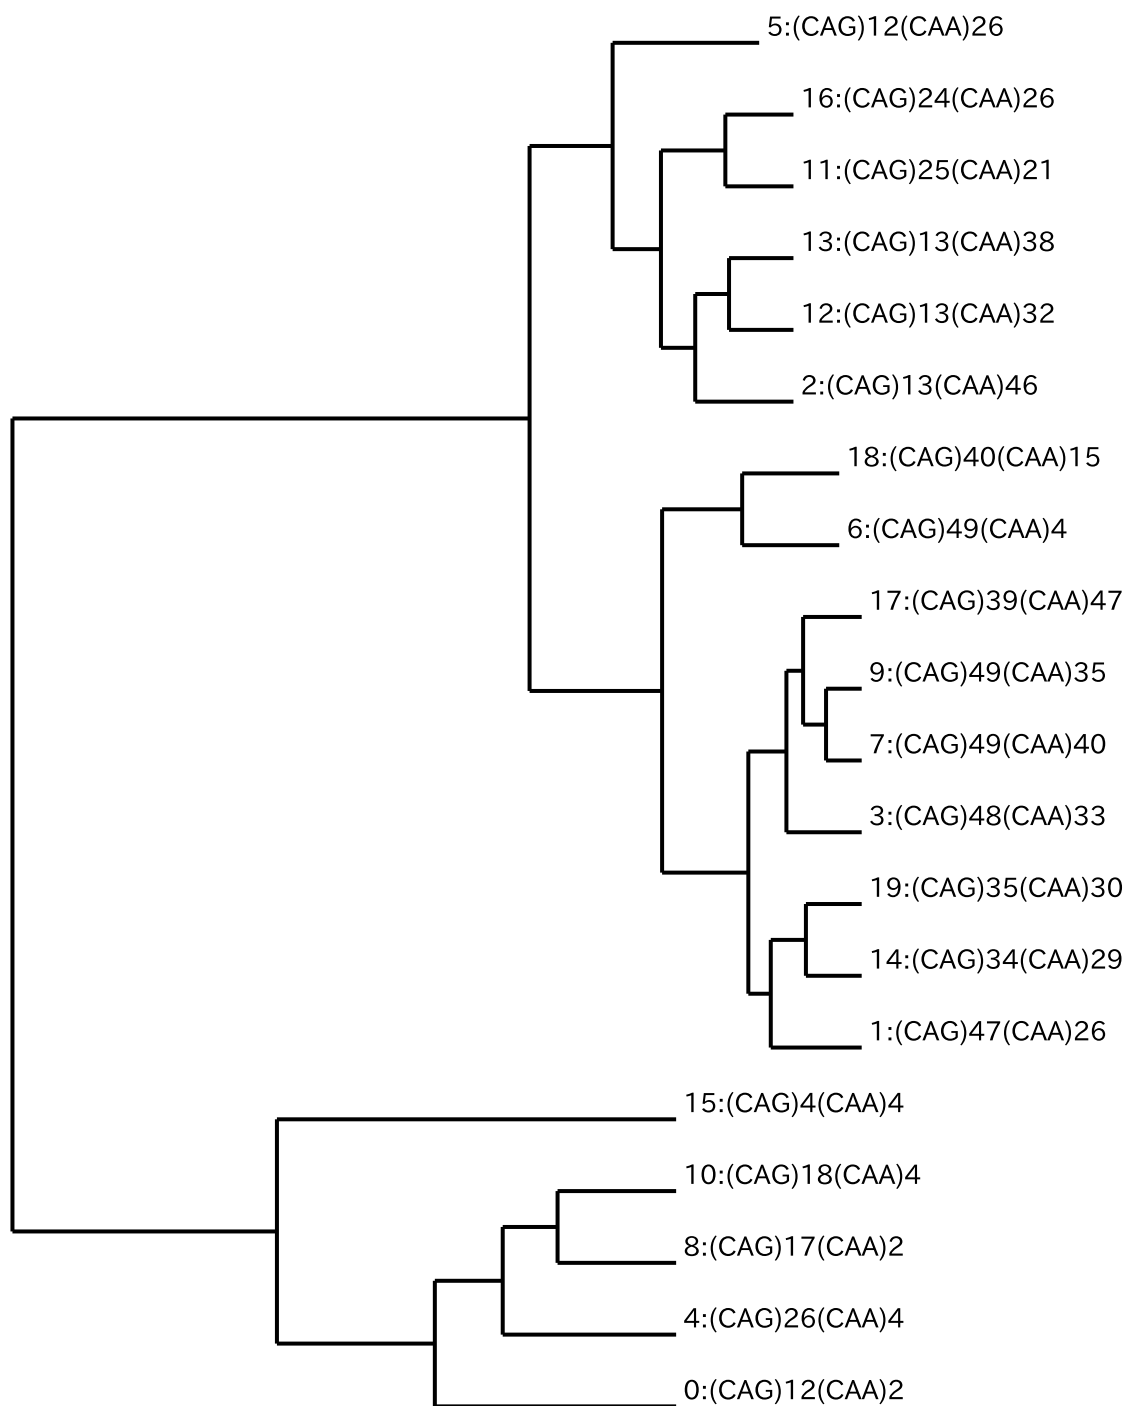 5:(CAG)12(CAA)26
16:(CAG)24(CAA)26
11:(CAG)25(CAA)21
13:(CAG)13(CAA)38
12:(CAG)13(CAA)32
2:(CAG)13(CAA)46
18:(CAG)40(CAA)15
6:(CAG)49(CAA)4
17:(CAG)39(CAA)47
9:(CAG)49(CAA)35
7:(CAG)49(CAA)40
3:(CAG)48(CAA)33
19:(CAG)35(CAA)30
14:(CAG)34(CAA)29
1:(CAG)47(CAA)26
15:(CAG)4(CAA)4
10:(CAG)18(CAA)4
8:(CAG)17(CAA)2
4:(CAG)26(CAA)4
0:(CAG)12(CAA)2